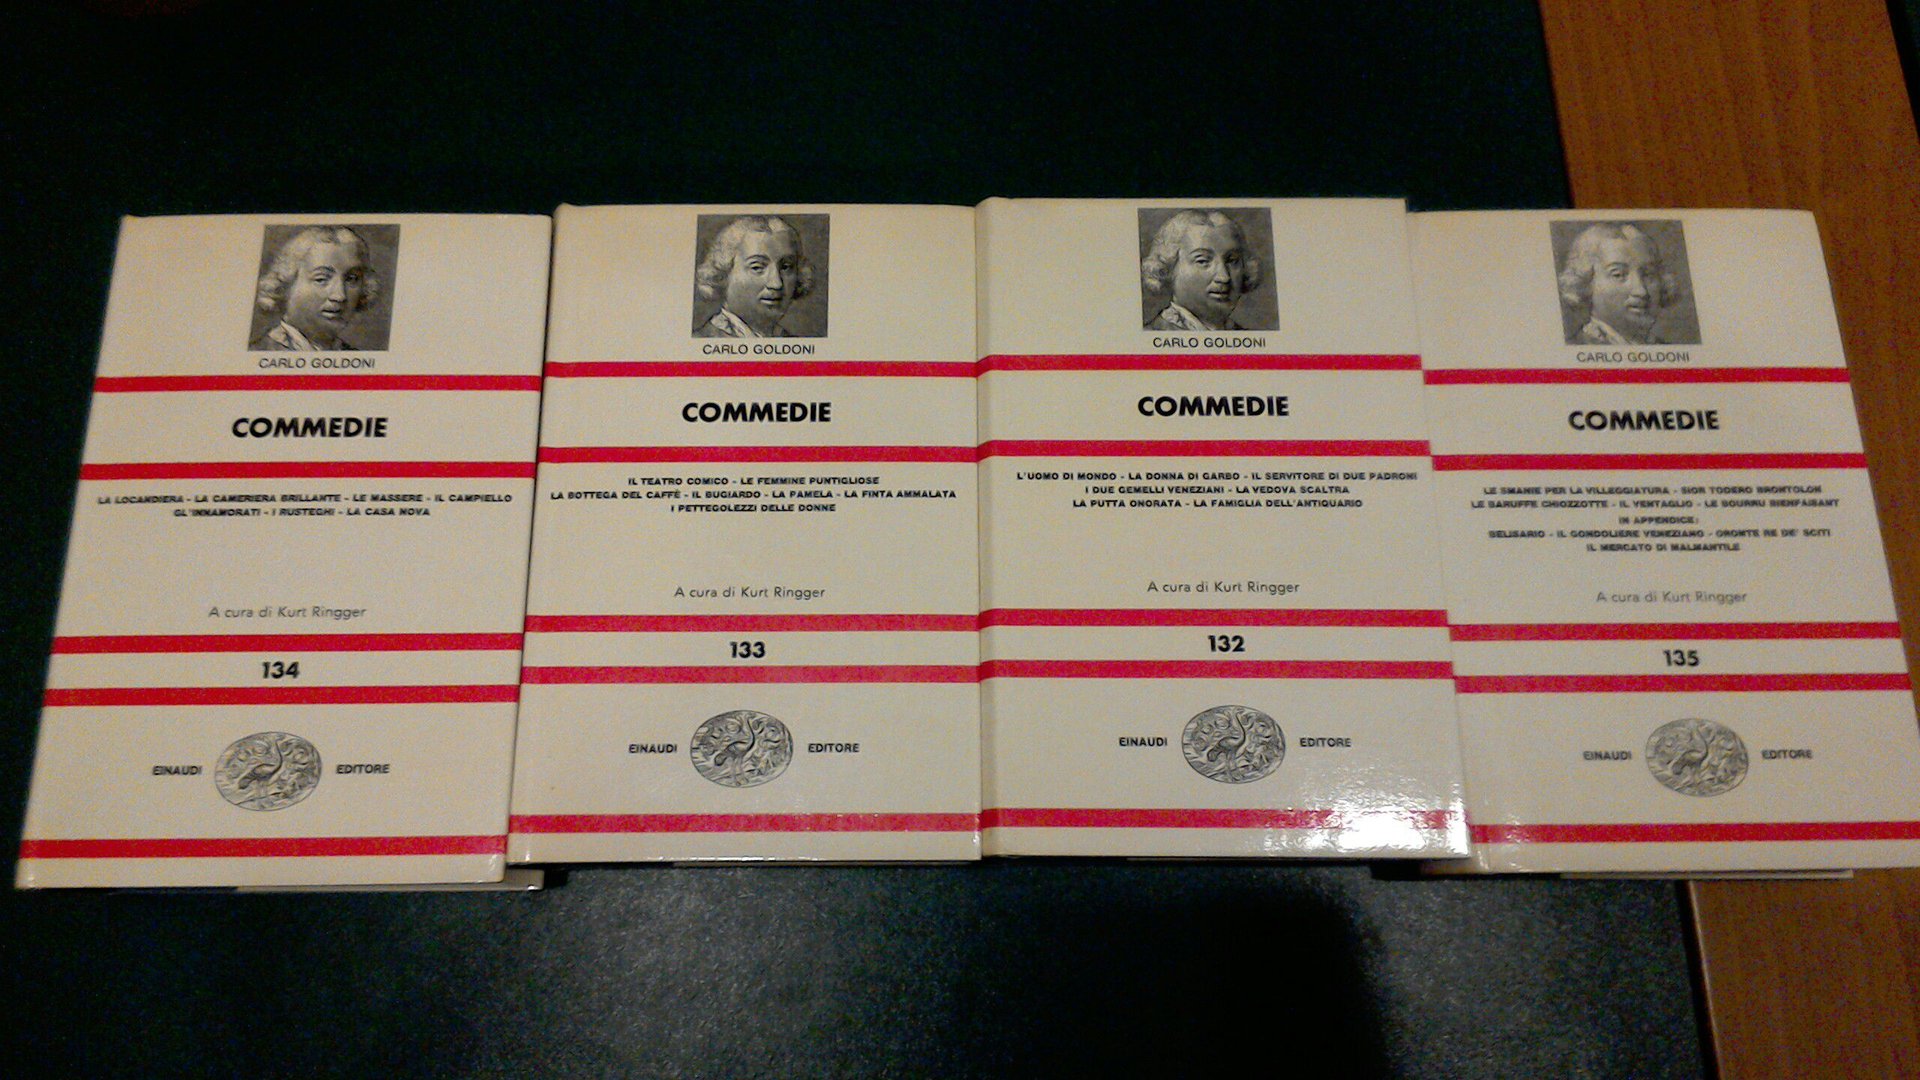 CARLO GOLDONI
COMMEDIE
LA LOCANDIERA - LA CAMERIERA BRILLANTE - LE MASSERE - IL CAMPIELLO
GL'INNAMORATI - I RUSTEGHI - LA CASA NOVA
A cura di Kurt Ringger
134
EINAUDI EDITORE
CARLO GOLDONI
COMMEDIE
IL TEATRO COMICO - LE FEMMINE PUNTIGLIOSE
LA BOTTEGA DEL CAFFÈ - IL BUGIARDO - LA PAMELA - LA FINTA AMMALATA
I PETTEGOLEZZI DELLE DONNE
A cura di Kurt Ringger
133
EINAUDI EDITORE
CARLO GOLDONI
COMMEDIE
L'UOMO DI MONDO - LA DONNA DI GARBO - IL SERVITORE DI DUE PADRONI
I DUE GEMELLI VENEZIANI - LA VEDOVA SCALTRA
LA PUTTA ONORATA - LA FAMIGLIA DELL'ANTIQUARIO
A cura di Kurt Ringger
132
EINAUDI EDITORE
CARLO GOLDONI
COMMEDIE
LE SMANIE PER LA VILLEGGIATURA - SIOR TODERO BRONTOLON
LE BARUFFE CHIOZZOTTE - IL VENTAGLIO - LE BOURRU BIENFAISANT
IN APPENDICE:
BELISARIO - IL GONDOLIERE VENEZIANO - ORONTE RE DE' SCITI
IL MERCATO DI MALMANTILE
A cura di Kurt Ringger
135
EINAUDI EDITORE